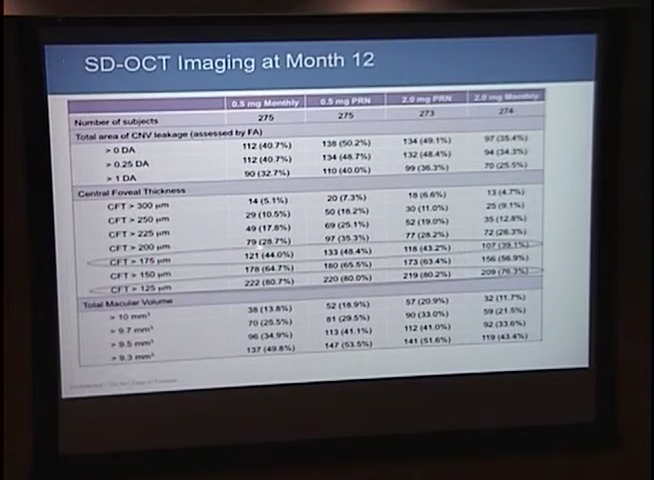 SD-OCT Imaging at Month 12
0.5 mg Monthly 0.5 mg PRN 2.0 mg PRN 2.0 mg Monthly
Number of subjects 275 275 273 274
Total area of CNV leakage (assessed by FA)
> 0 DA 112 (40.7%) 138 (50.2%) 134 (49.1%) 97 (35.4%)
> 0.25 DA 112 (40.7%) 134 (48.7%) 132 (48.4%) 94 (34.3%)
> 1 DA 90 (32.7%) 110 (40.0%) 99 (36.3%) 70 (25.5%)
Central Foveal Thickness
CFT > 300 µm 14 (5.1%) 20 (7.3%) 18 (6.6%) 13 (4.7%)
CFT > 250 µm 29 (10.5%) 50 (18.2%) 30 (11.0%) 25 (9.1%)
CFT > 225 µm 49 (17.8%) 69 (25.1%) 52 (19.0%) 35 (12.8%)
CFT > 200 µm 79 (28.7%) 97 (35.3%) 77 (28.2%) 72 (26.3%)
CFT > 175 µm 121 (44.0%) 133 (48.4%) 118 (43.2%) 107 (39.1%)
CFT > 150 µm 178 (64.7%) 180 (65.5%) 173 (63.4%) 156 (56.9%)
CFT > 125 µm 222 (80.7%) 220 (80.0%) 219 (80.2%) 209 (76.3%)
Total Macular Volume
> 10 mm³ 38 (13.8%) 52 (18.9%) 57 (20.9%) 32 (11.7%)
> 9.7 mm³ 70 (25.5%) 81 (29.5%) 90 (33.0%) 59 (21.5%)
> 9.5 mm³ 96 (34.9%) 113 (41.1%) 112 (41.0%) 92 (33.6%)
> 9.3 mm³ 137 (49.8%) 147 (53.5%) 141 (51.6%) 119 (43.4%)